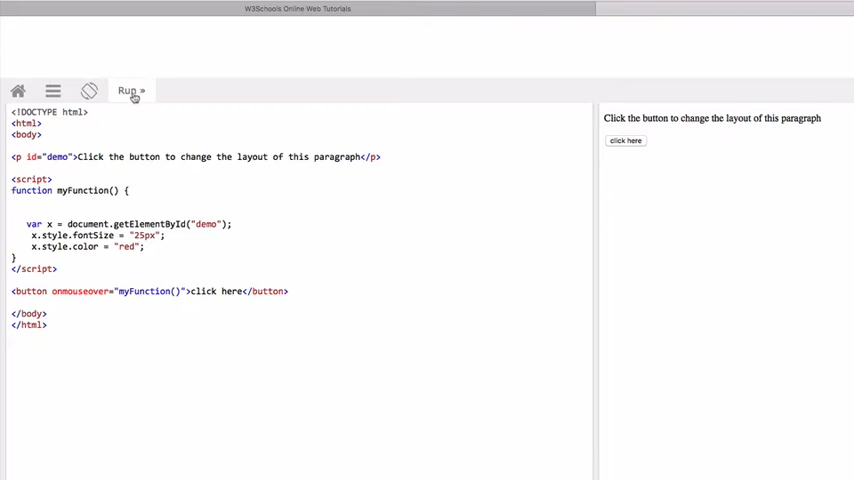 W3Schools Online Web Tutorials
Run »
<!DOCTYPE html>
<html>
<body>
<p id="demo">Click the button to change the layout of this paragraph</p>
<script>
function myFunction() {
var x = document.getElementById("demo");
x.style.fontSize = "25px";
x.style.color = "red";
}
</script>
<button onmouseover="myFunction()">click here</button>
</body>
</html>
Click the button to change the layout of this paragraph
click here